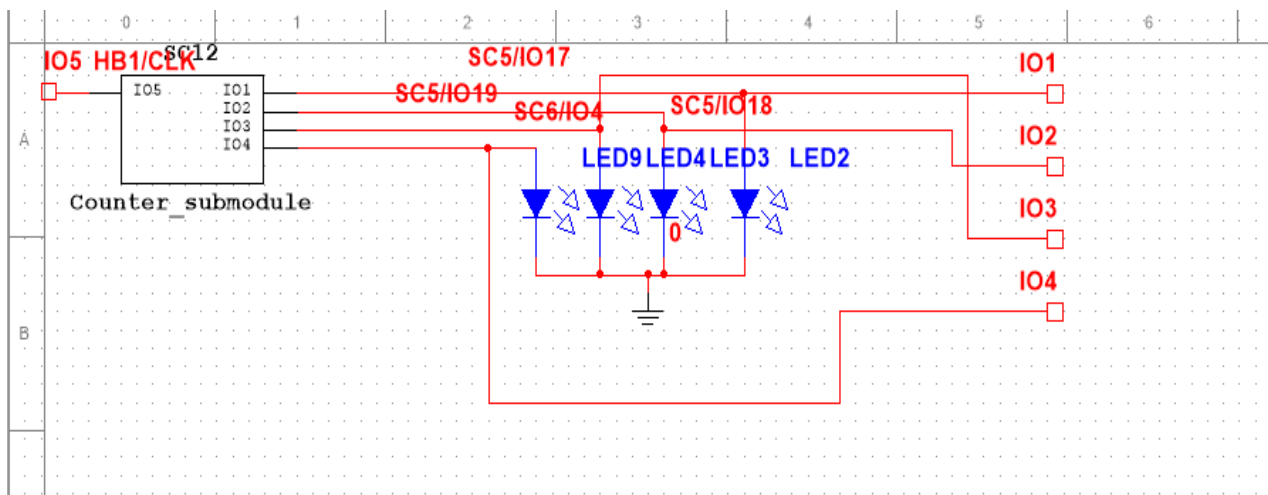 0 1 2 3 4 5 6
SC12
IO5 HB1/CLK
SC5/IO17
IO1
IO5 IO1
SC5/IO19
IO2
SC6/IO4
SC5/IO18
IO3
IO4
IO2
A
LED9 LED4 LED3 LED2
Counter_submodule
IO3
0
IO4
B